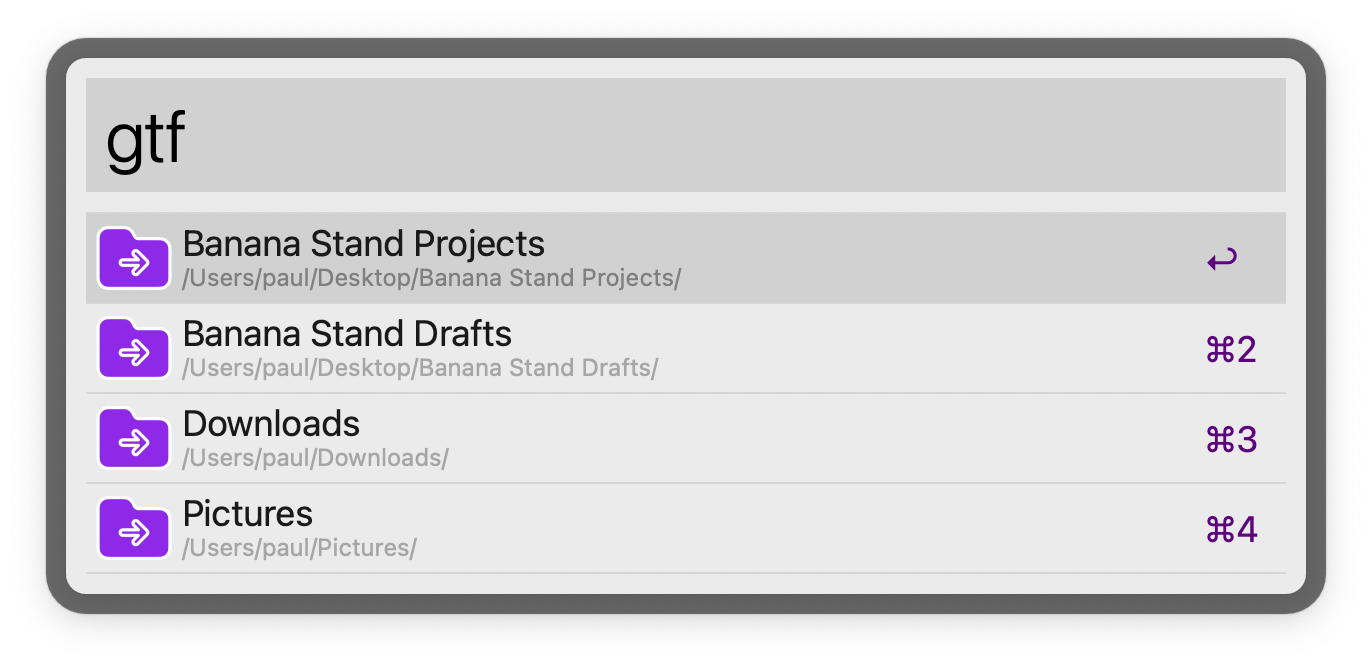 gtf
Banana Stand Projects
/Users/paul/Desktop/Banana Stand Projects/
↩
Banana Stand Drafts
/Users/paul/Desktop/Banana Stand Drafts/
⌘2
Downloads
/Users/paul/Downloads/
⌘3
Pictures
/Users/paul/Pictures/
⌘4